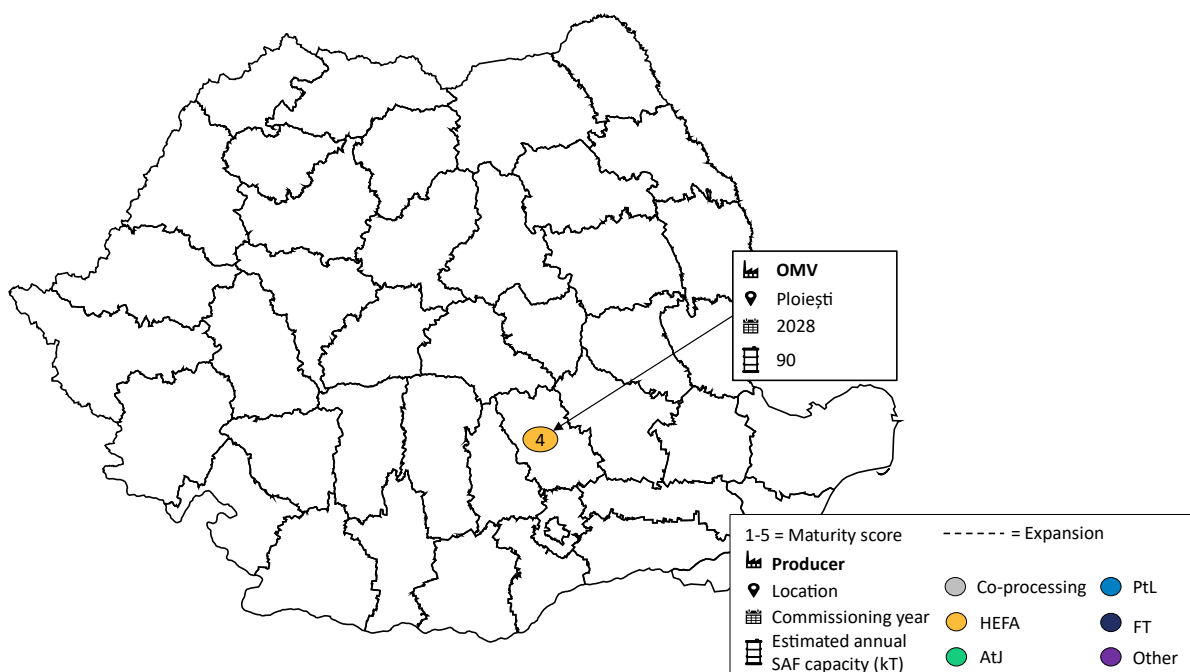 OMV
Ploiești
2028
90
4
1-5 = Maturity score
= Expansion
Producer
Location
Commissioning year
Estimated annual
SAF capacity (kT)
Co-processing
HEFA
AtJ
PtL
FT
Other